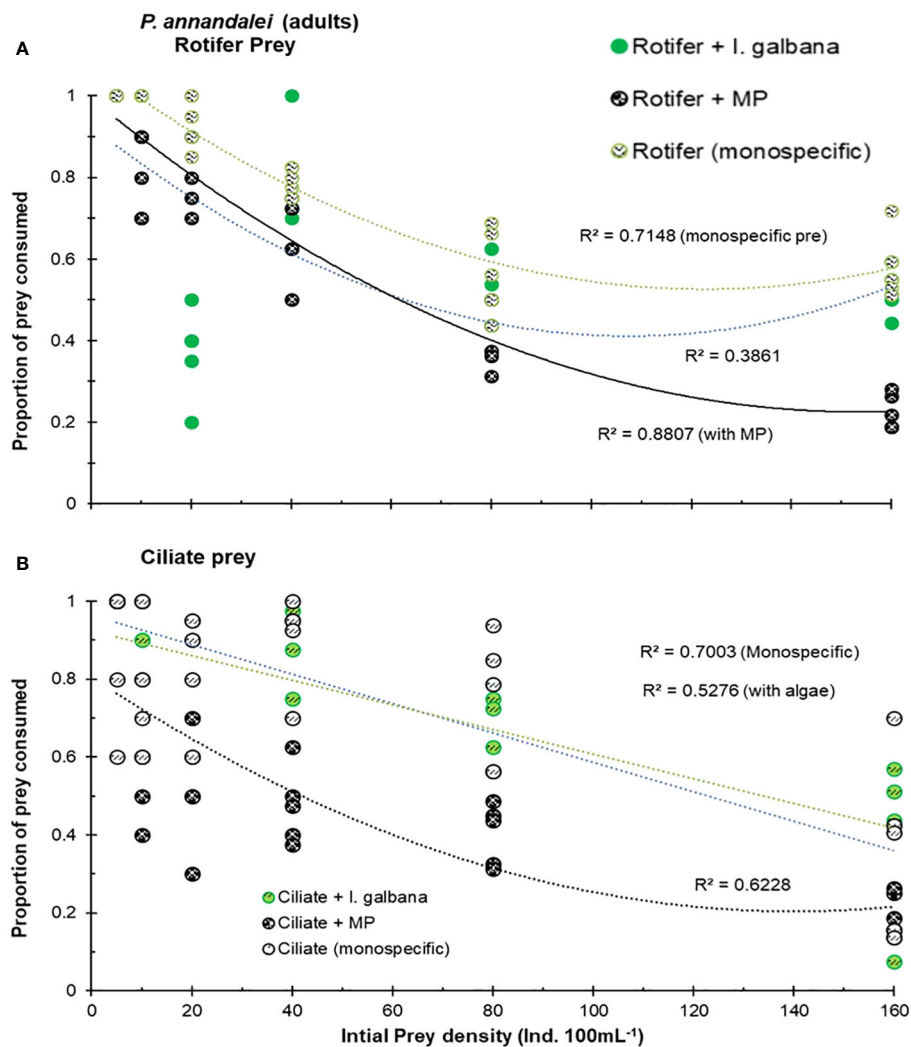 P. annandalei (adults)
A
Rotifer Prey
Rotifer + I. galbana
Rotifer + MP
Rotifer (monospecific)
1
0.8
0.6
0.4
0.2
0
Proportion of prey consumed
R² = 0.7148 (monospecific pre)
R² = 0.3861
R² = 0.8807 (with MP)
B
Ciliate prey
1
0.8
0.6
0.4
0.2
0
Proportion of prey consumed
R² = 0.7003 (Monospecific)
R² = 0.5276 (with algae)
R² = 0.6228
Ciliate + I. galbana
Ciliate + MP
Ciliate (monospecific)
0 20 40 60 80 100 120 140 160
Intial Prey density (Ind. 100mL⁻¹)